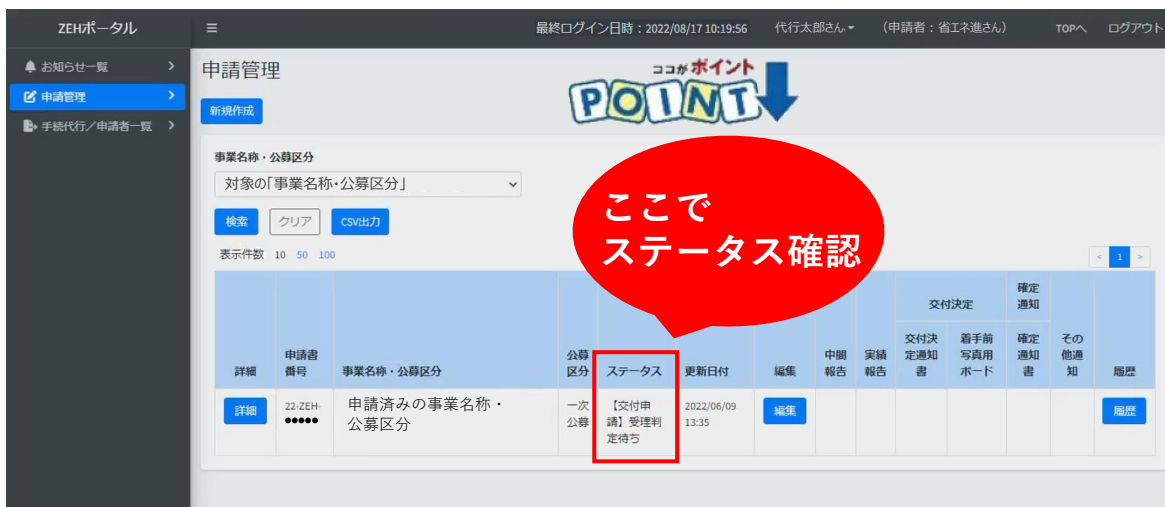 ZEHポータル
最終ログイン日時：2022/08/17 10:19:56 代行太郎さん （申請者：省エネ進さん） TOPへ ログアウト
お知らせ一覧
申請管理
手続代行／申請者一覧
申請管理
ココがポイント
POINT
新規作成
事業名称・公募区分
対象の「事業名称・公募区分」
検索 クリア CSV出力
表示件数 10 50 100
ここで
ステータス確認
< 1 >
詳細
申請書
番号
事業名称・公募区分
公募
区分
ステータス
更新日付
編集
中間
報告
実績
報告
交付決定
交付決
定通知
書
着手前
写真用
ボード
確定
通知
確定
通知
書
その
他通
知
履歴
詳細
22-ZEH-
●●●●●
申請済みの事業名称・
公募区分
一次
公募
【交付申
請】受理判
定待ち
2022/06/09
13:35
編集
履歴